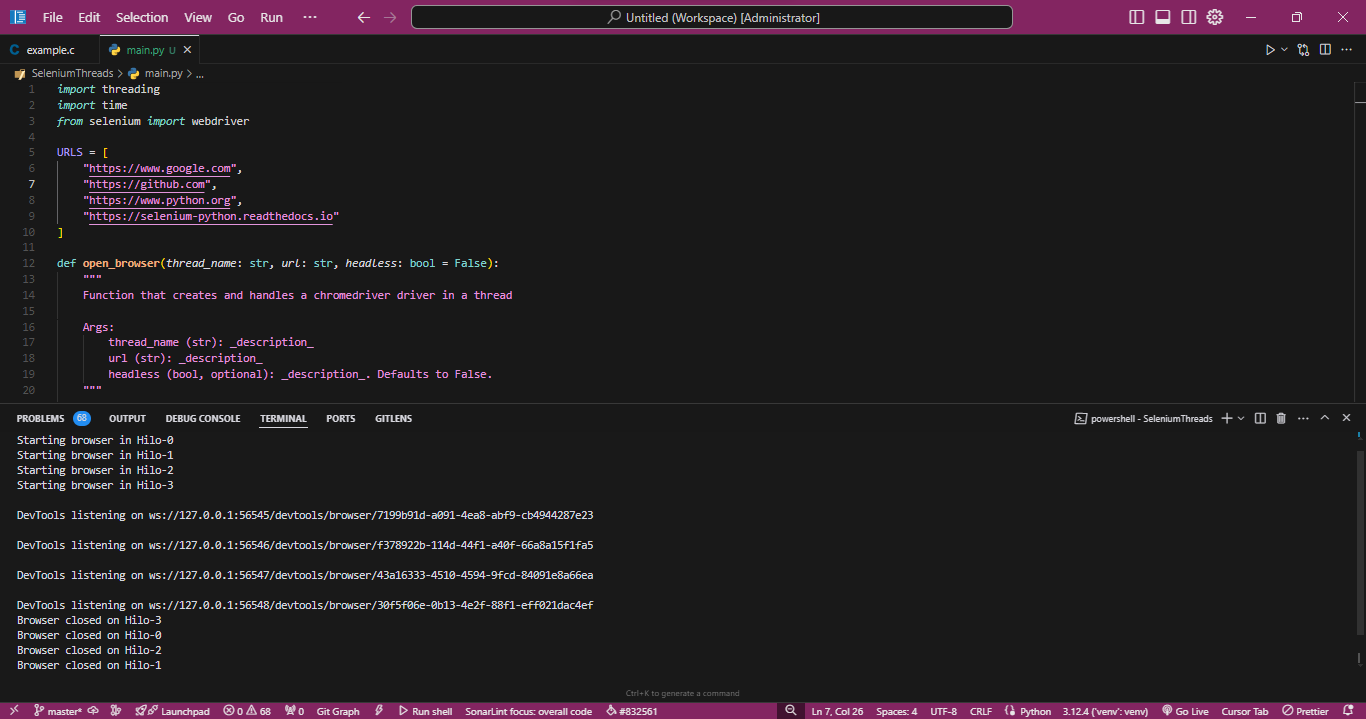 File Edit Selection View Go Run ··· Untitled (Workspace) [Administrator]
example.c main.py U
SeleniumThreads > main.py > ...
1 import threading
2 import time
3 from selenium import webdriver
4
5 URLS = [
6 "https://www.google.com",
7 "https://github.com",
8 "https://www.python.org",
9 "https://selenium-python.readthedocs.io"
10 ]
11
12 def open_browser(thread_name: str, url: str, headless: bool = False):
13 """
14 Function that creates and handles a chromedriver driver in a thread
15
16 Args:
17 thread_name (str): _description_
18 url (str): _description_
19 headless (bool, optional): _description_. Defaults to False.
20 """
PROBLEMS 68 OUTPUT DEBUG CONSOLE TERMINAL PORTS GITLENS powershell - SeleniumThreads
Starting browser in Hilo-0
Starting browser in Hilo-1
Starting browser in Hilo-2
Starting browser in Hilo-3
DevTools listening on ws://127.0.0.1:56545/devtools/browser/7199b91d-a091-4ea8-abf9-cb4944287e23
DevTools listening on ws://127.0.0.1:56546/devtools/browser/f378922b-114d-44f1-a40f-66a8a15f1fa5
DevTools listening on ws://127.0.0.1:56547/devtools/browser/43a16333-4510-4594-9fcd-84091e8a66ea
DevTools listening on ws://127.0.0.1:56548/devtools/browser/30f5f06e-0b13-4e2f-88f1-eff021dac4ef
Browser closed on Hilo-3
Browser closed on Hilo-0
Browser closed on Hilo-2
Browser closed on Hilo-1
Ctrl+K to generate a command
master* Launchpad 0 68 0 Git Graph Run shell SonarLint focus: overall code #832561 Ln 7, Col 26 Spaces: 4 UTF-8 CRLF Python 3.12.4 ('venv': venv) Go Live Cursor Tab Prettier